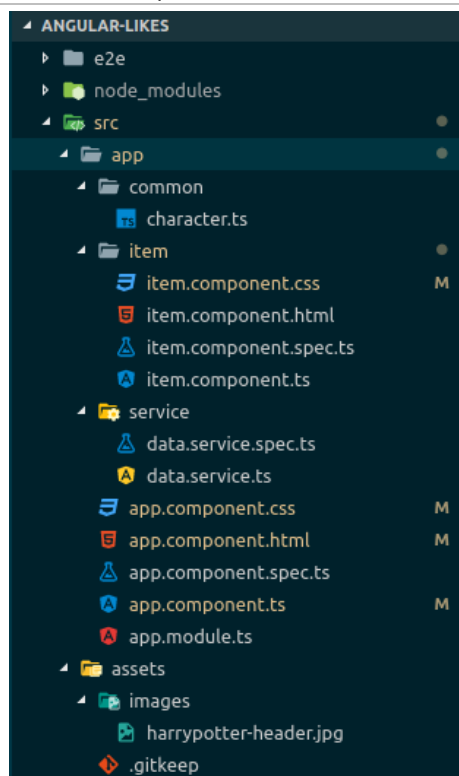 ANGULAR-LIKES
e2e
node_modules
src
app
common
TS character.ts
item
item.component.css M
item.component.html
item.component.spec.ts
item.component.ts
service
data.service.spec.ts
data.service.ts
app.component.css M
app.component.html M
app.component.spec.ts
app.component.ts M
app.module.ts
assets
images
harrypotter-header.jpg
.gitkeep